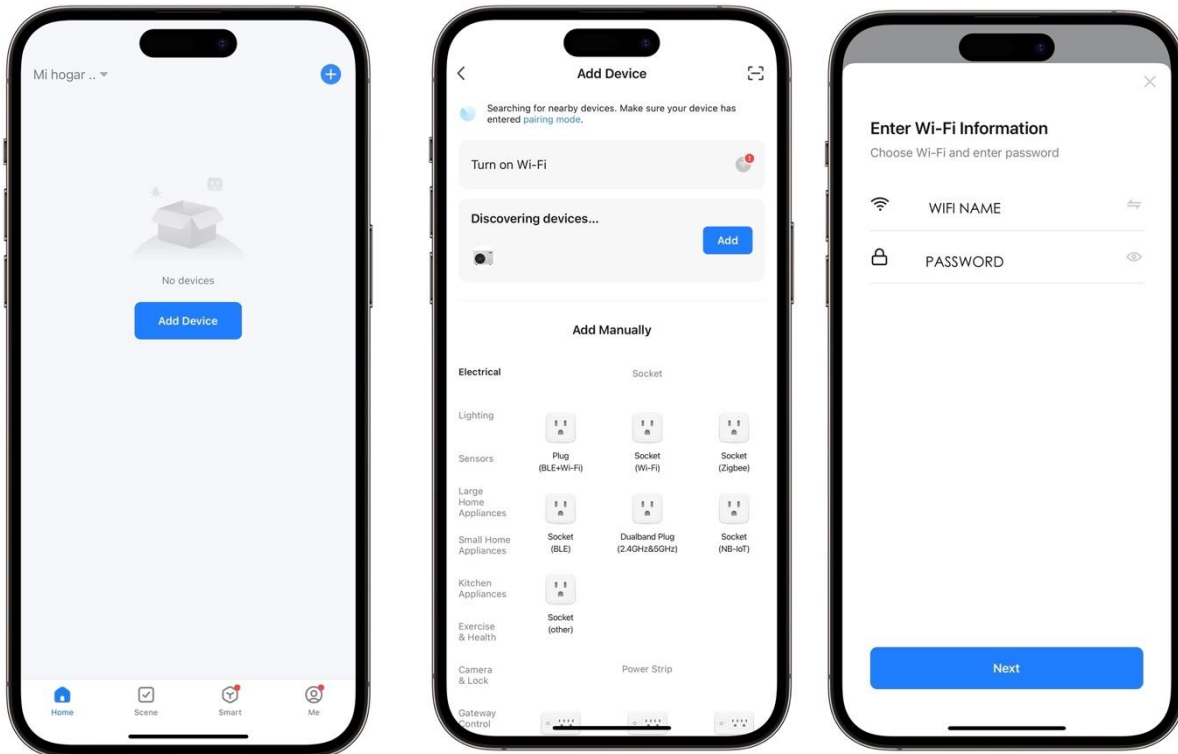 Mi hogar ..
No devices
Add Device
Home
Scene
Smart
Me
Add Device
Searching for nearby devices. Make sure your device has
entered pairing mode.
Turn on Wi-Fi
Discovering devices...
Add
Add Manually
Electrical
Socket
Lighting
Sensors
Plug
(BLE+Wi-Fi)
Socket
(Wi-Fi)
Socket
(Zigbee)
Large
Home
Appliances
Small Home
Appliances
Socket
(BLE)
Dualband Plug
(2.4GHz&5GHz)
Socket
(NB-IoT)
Kitchen
Appliances
Socket
(other)
Exercise
& Health
Camera
& Lock
Power Strip
Gateway
Control
Enter Wi-Fi Information
Choose Wi-Fi and enter password
WIFI NAME
PASSWORD
Next